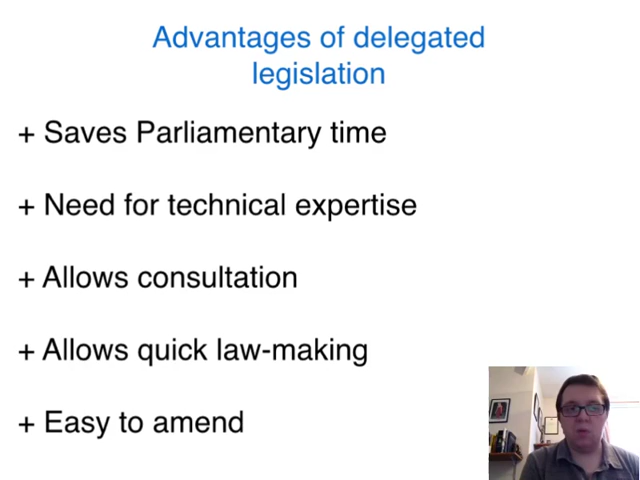 Advantages of delegated
legislation
+ Saves Parliamentary time
+ Need for technical expertise
+ Allows consultation
+ Allows quick law-making
+ Easy to amend